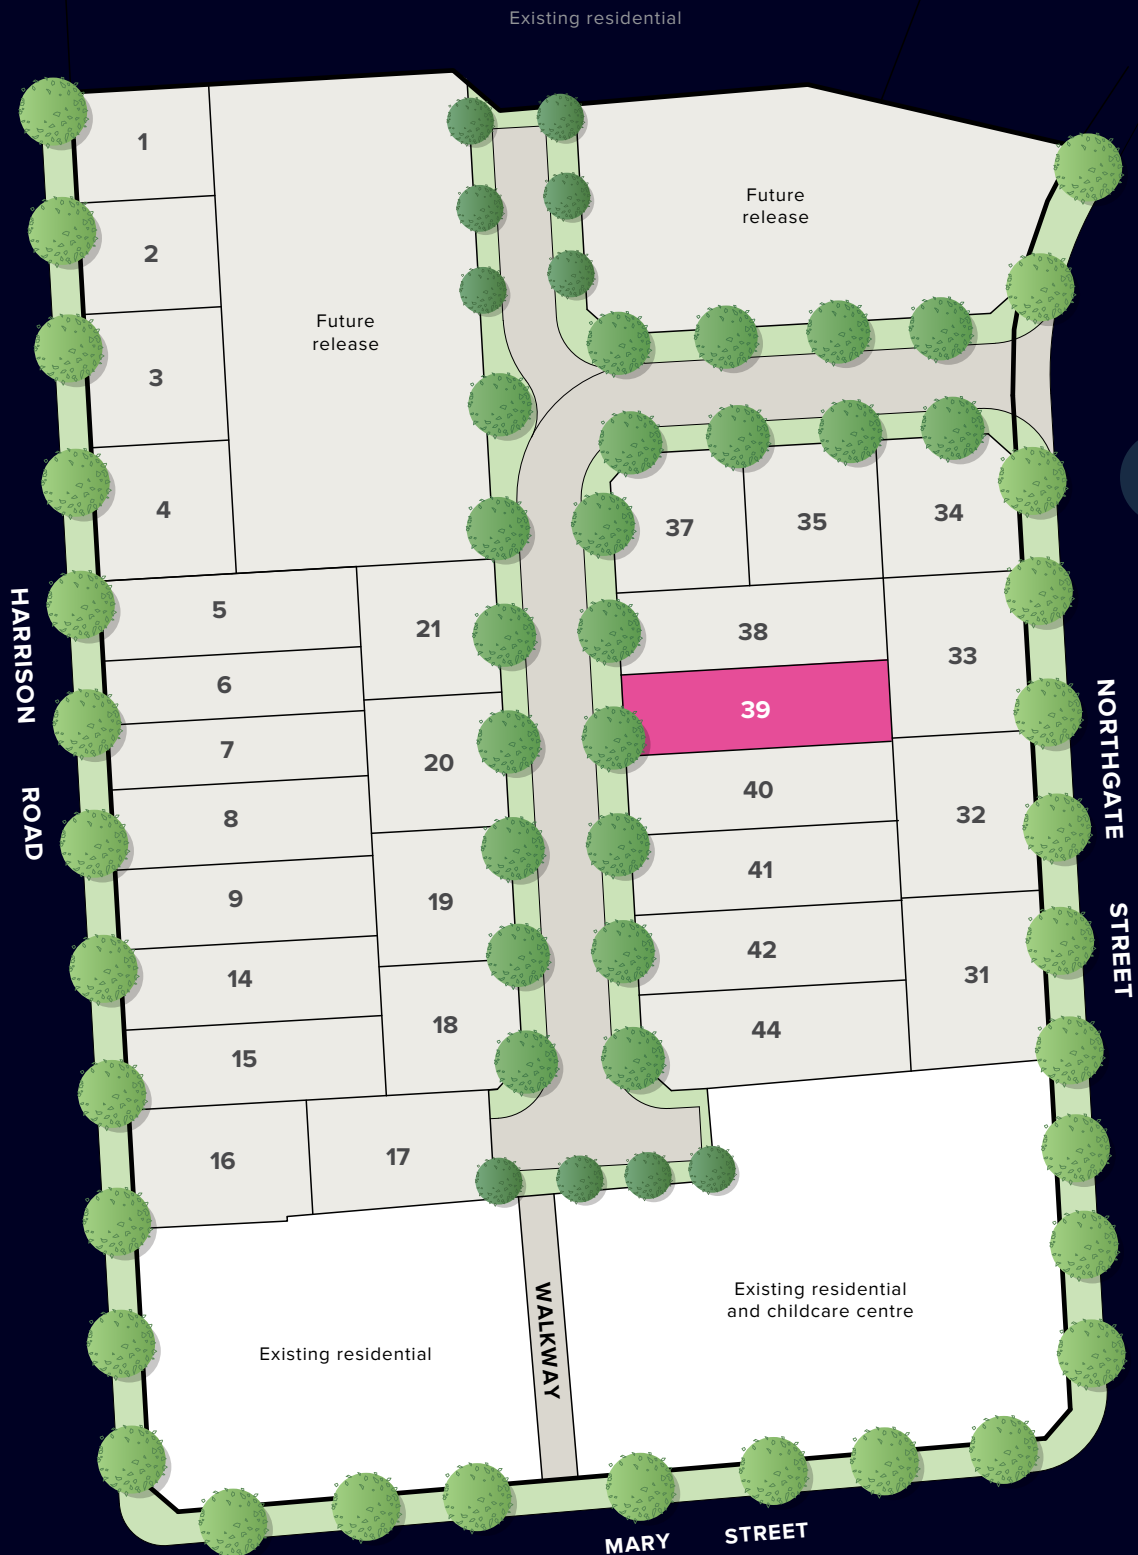 Existing residential
1
2
3
4
Future
release
Future
release
37
35
34
5
6
7
8
9
14
15
16
17
21
20
19
18
38
39
40
41
42
44
33
32
31
HARRISON ROAD
NORTHGATE STREET
WALKWAY
Existing residential
Existing residential
and childcare centre
MARY STREET